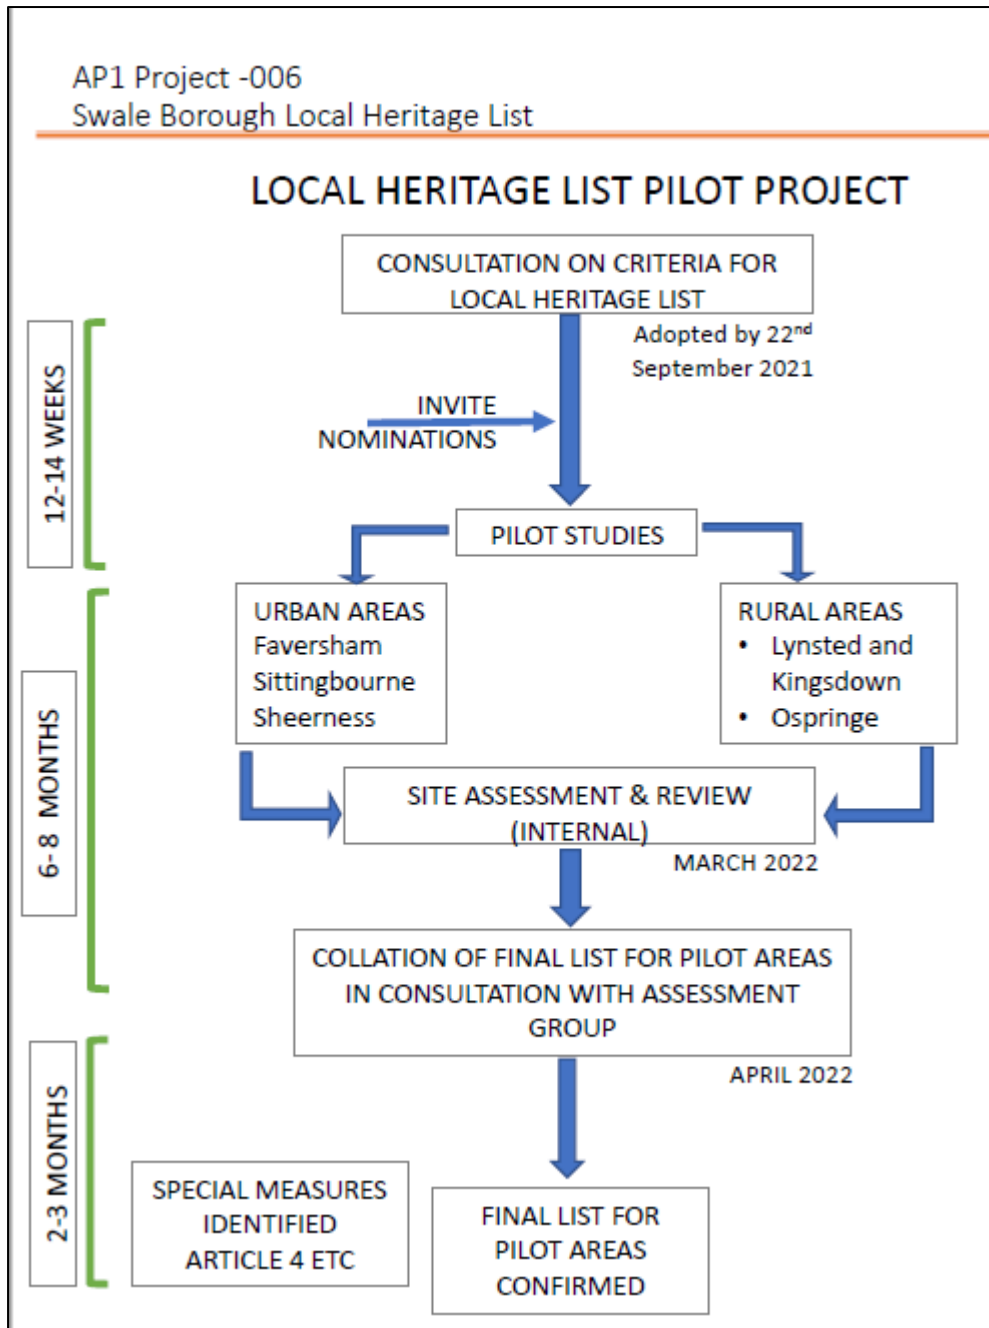 AP1 Project -006
Swale Borough Local Heritage List
LOCAL HERITAGE LIST PILOT PROJECT
CONSULTATION ON CRITERIA FOR
LOCAL HERITAGE LIST
Adopted by 22nd
September 2021
12-14 WEEKS
INVITE
NOMINATIONS
PILOT STUDIES
URBAN AREAS
Faversham
Sittingbourne
Sheerness
RURAL AREAS
• Lynsted and
Kingsdown
• Ospringe
6- 8 MONTHS
SITE ASSESSMENT & REVIEW
(INTERNAL)
MARCH 2022
COLLATION OF FINAL LIST FOR PILOT AREAS
IN CONSULTATION WITH ASSESSMENT
GROUP
APRIL 2022
2-3 MONTHS
SPECIAL MEASURES
IDENTIFIED
ARTICLE 4 ETC
FINAL LIST FOR
PILOT AREAS
CONFIRMED